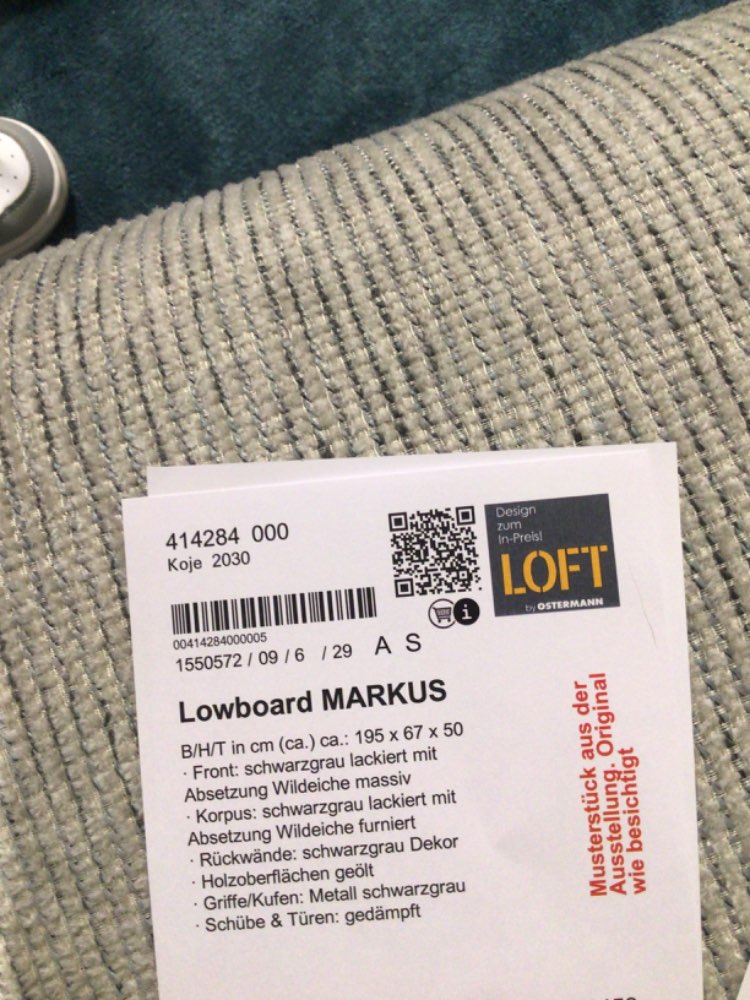 414284 000
Koje 2030
Design
zum
In-Preis!
LOFT
by OSTERMANN
00414284000005
1550572 / 09 / 6 / 29 A S
Lowboard MARKUS
B/H/T in cm (ca.) ca.: 195 x 67 x 50
· Front: schwarzgrau lackiert mit
Absetzung Wildeiche massiv
· Korpus: schwarzgrau lackiert mit
Absetzung Wildeiche furniert
· Rückwände: schwarzgrau Dekor
· Holzoberflächen geölt
· Griffe/Kufen: Metall schwarzgrau
· Schübe & Türen: gedämpft
Musterstück aus der
Ausstellung. Original
wie besichtigt